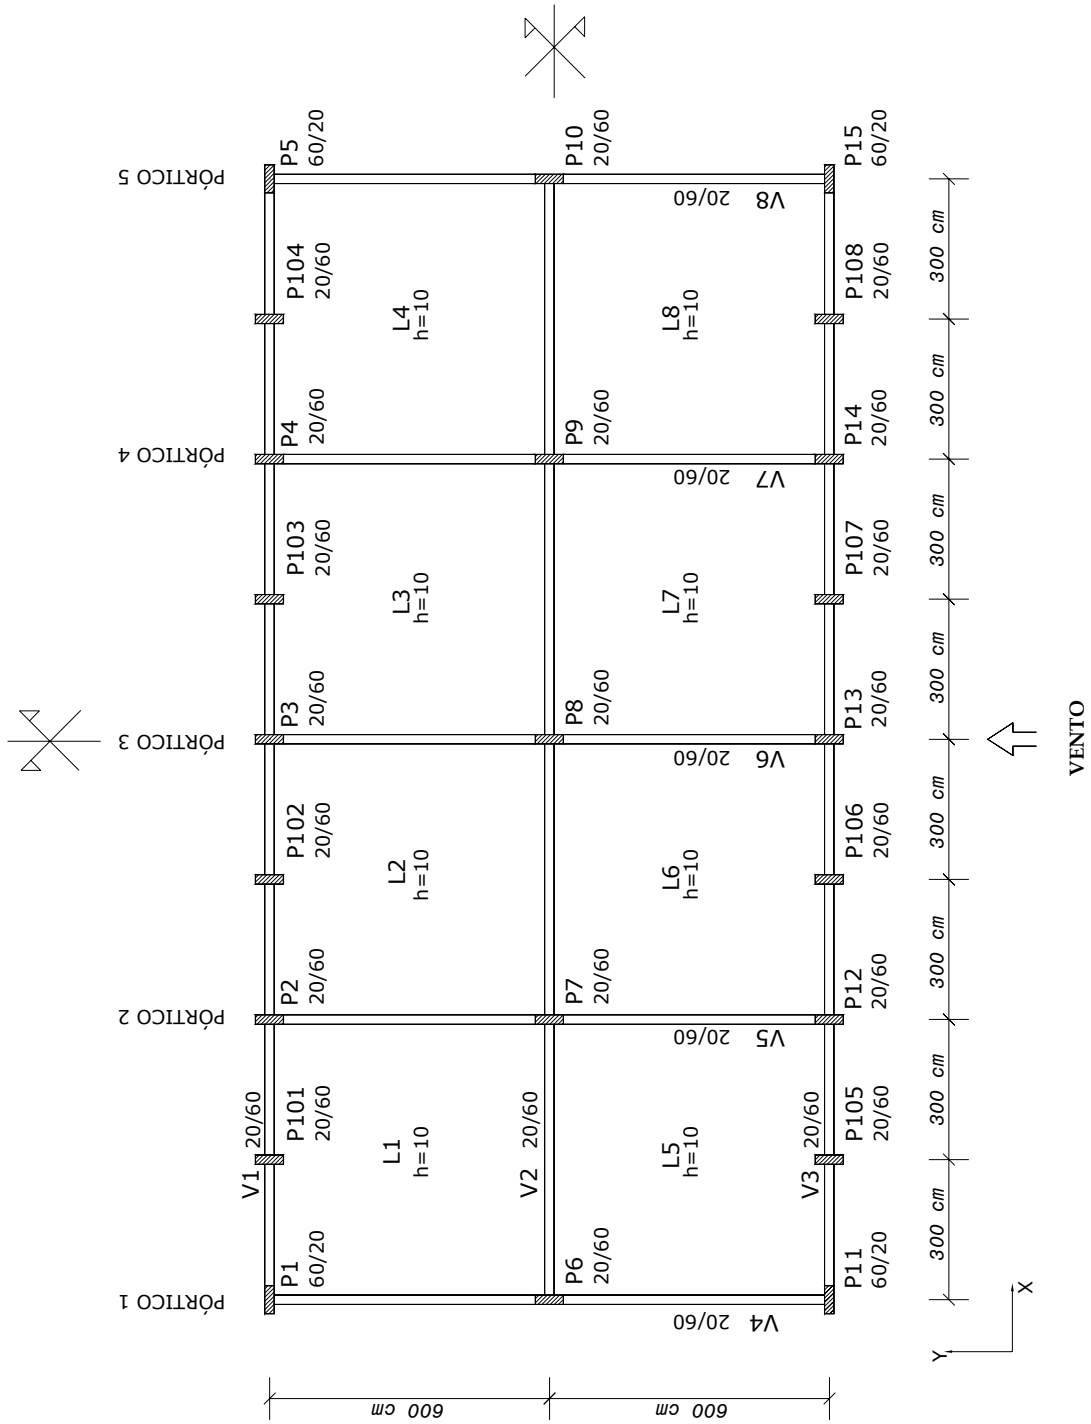 PÓRTICO 1
PÓRTICO 2
PÓRTICO 3
PÓRTICO 4
PÓRTICO 5
V1
20/60
P1
60/20
P101
20/60
P2
20/60
P102
20/60
P3
20/60
P103
20/60
P4
20/60
P104
20/60
P5
60/20
600 cm
L1
h=10
L2
h=10
L3
h=10
L4
h=10
V2
20/60
P6
20/60
P7
20/60
P8
20/60
P9
20/60
P10
20/60
600 cm
L5
h=10
L6
h=10
L7
h=10
L8
h=10
V4
20/60
V5
20/60
V6
20/60
V7
20/60
V8
20/60
V3
20/60
P11
60/20
P105
20/60
P12
20/60
P106
20/60
P13
20/60
P107
20/60
P14
20/60
P108
20/60
P15
60/20
300 cm
300 cm
300 cm
300 cm
300 cm
300 cm
300 cm
300 cm
Y
X
VENTO